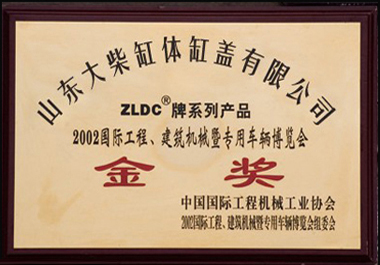 山东大柴缸体缸盖有限公司
ZLDC®牌系列产品
2002国际工程、建筑机械暨专用车辆博览会
金奖
中国国际工程机械工业协会
2002国际工程、建筑机械暨专用车辆博览会组委会